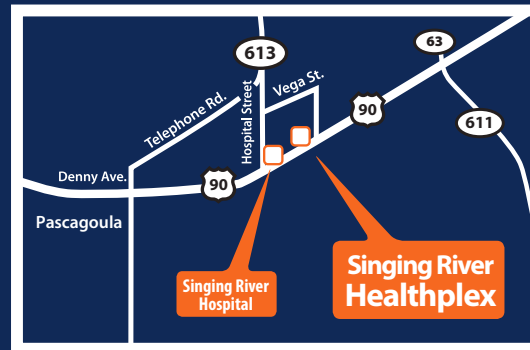 613
63
Vega St.
90
Telephone Rd.
Hospital Street
611
Denny Ave.
90
Pascagoula
Singing River
Hospital
Singing River
Healthplex